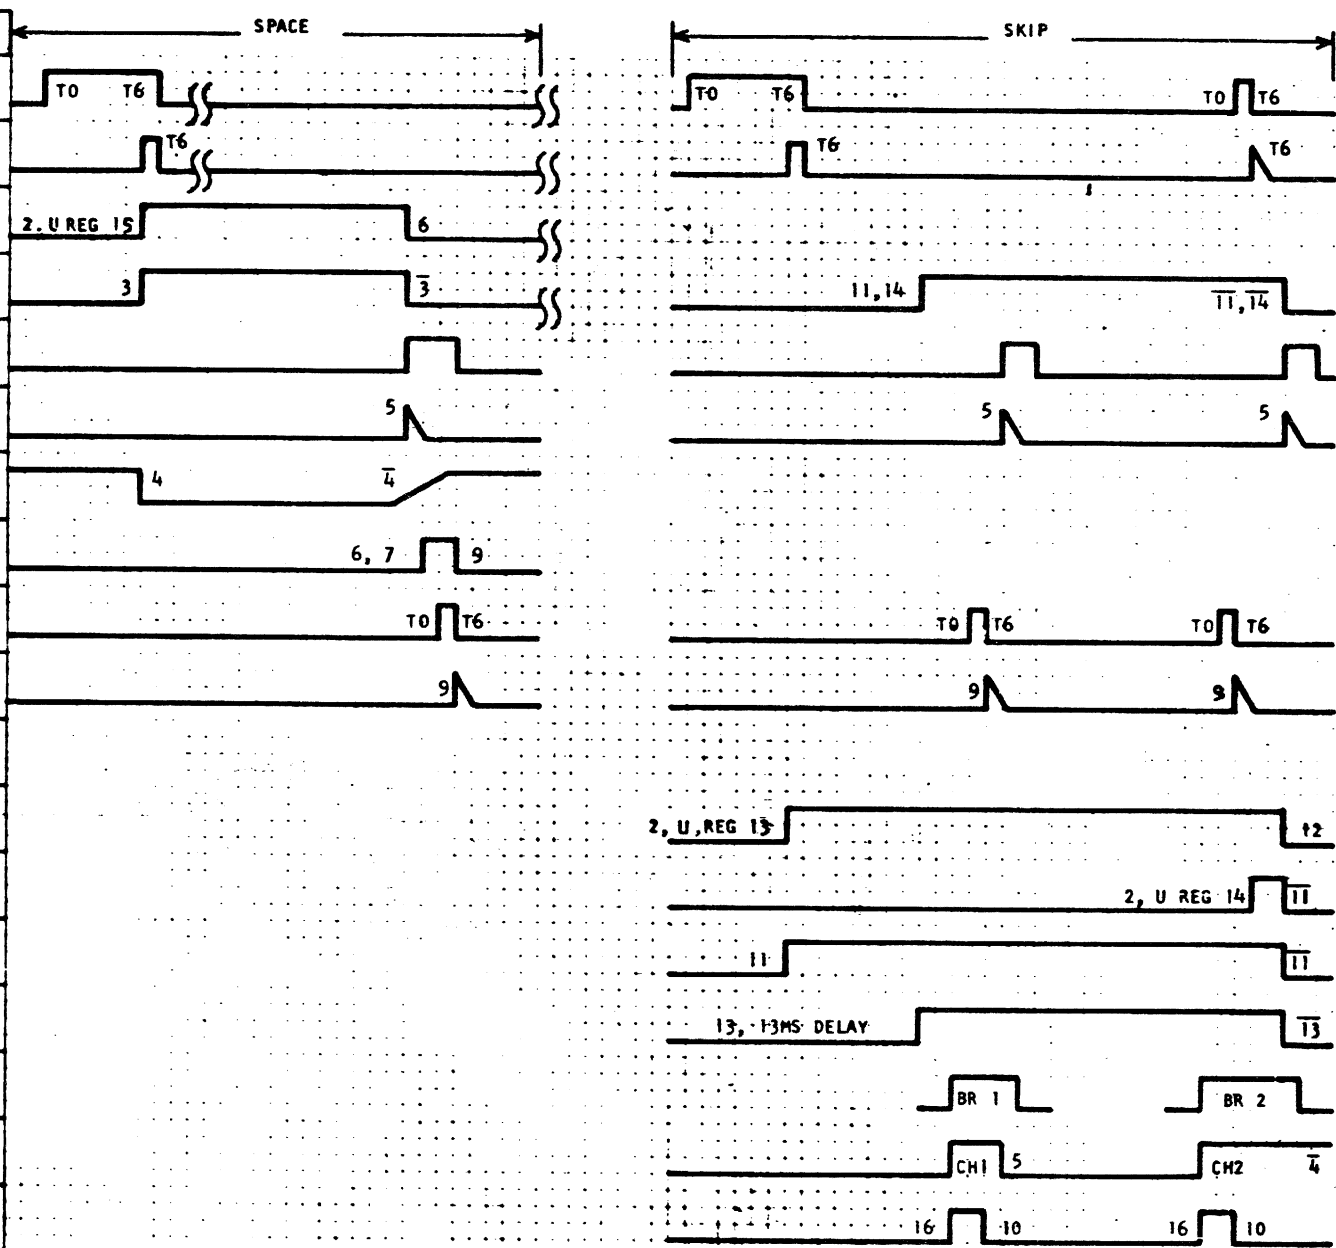 SPACE SKIP
T0 T6 T0 T6 T0 T6
T6 T6 T6
2. U REG 15 6
3 3̅ 11,14 1̅1̅,1̅4̅
5 5 5
4 4̅
6, 7 9
T0 T6 T0 T6 T0 T6
9 9 9
2, U, REG 13 t2
2, U REG 14 1̅1̅
11 1̅1̅
13, 13MS DELAY 1̅3̅
BR 1 BR 2
CH1 5 CH2 4̅
16 10 16 10